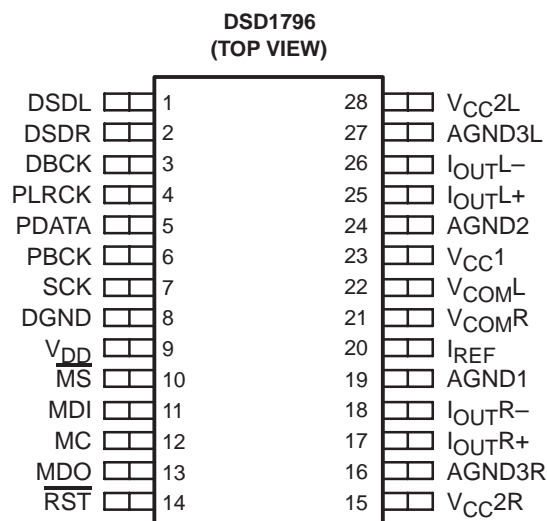 DSD1796
(TOP VIEW)
DSDL 1 28 VCC2L
DSDR 2 27 AGND3L
DBCK 3 26 IOUTL–
PLRCK 4 25 IOUTL+
PDATA 5 24 AGND2
PBCK 6 23 VCC1
SCK 7 22 VCOML
DGND 8 21 VCOMR
VDD 9 20 IREF
M̅S̅ 10 19 AGND1
MDI 11 18 IOUTR–
MC 12 17 IOUTR+
MDO 13 16 AGND3R
R̅S̅T̅ 14 15 VCC2R